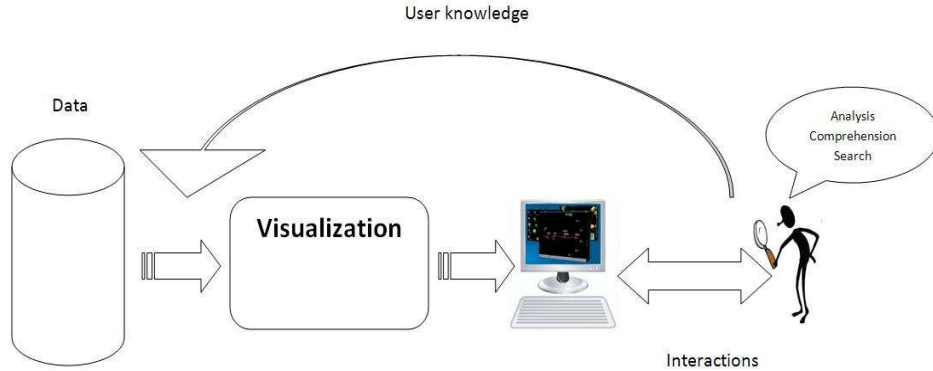 User knowledge
Data
Analysis
Comprehension
Search
Visualization
Interactions